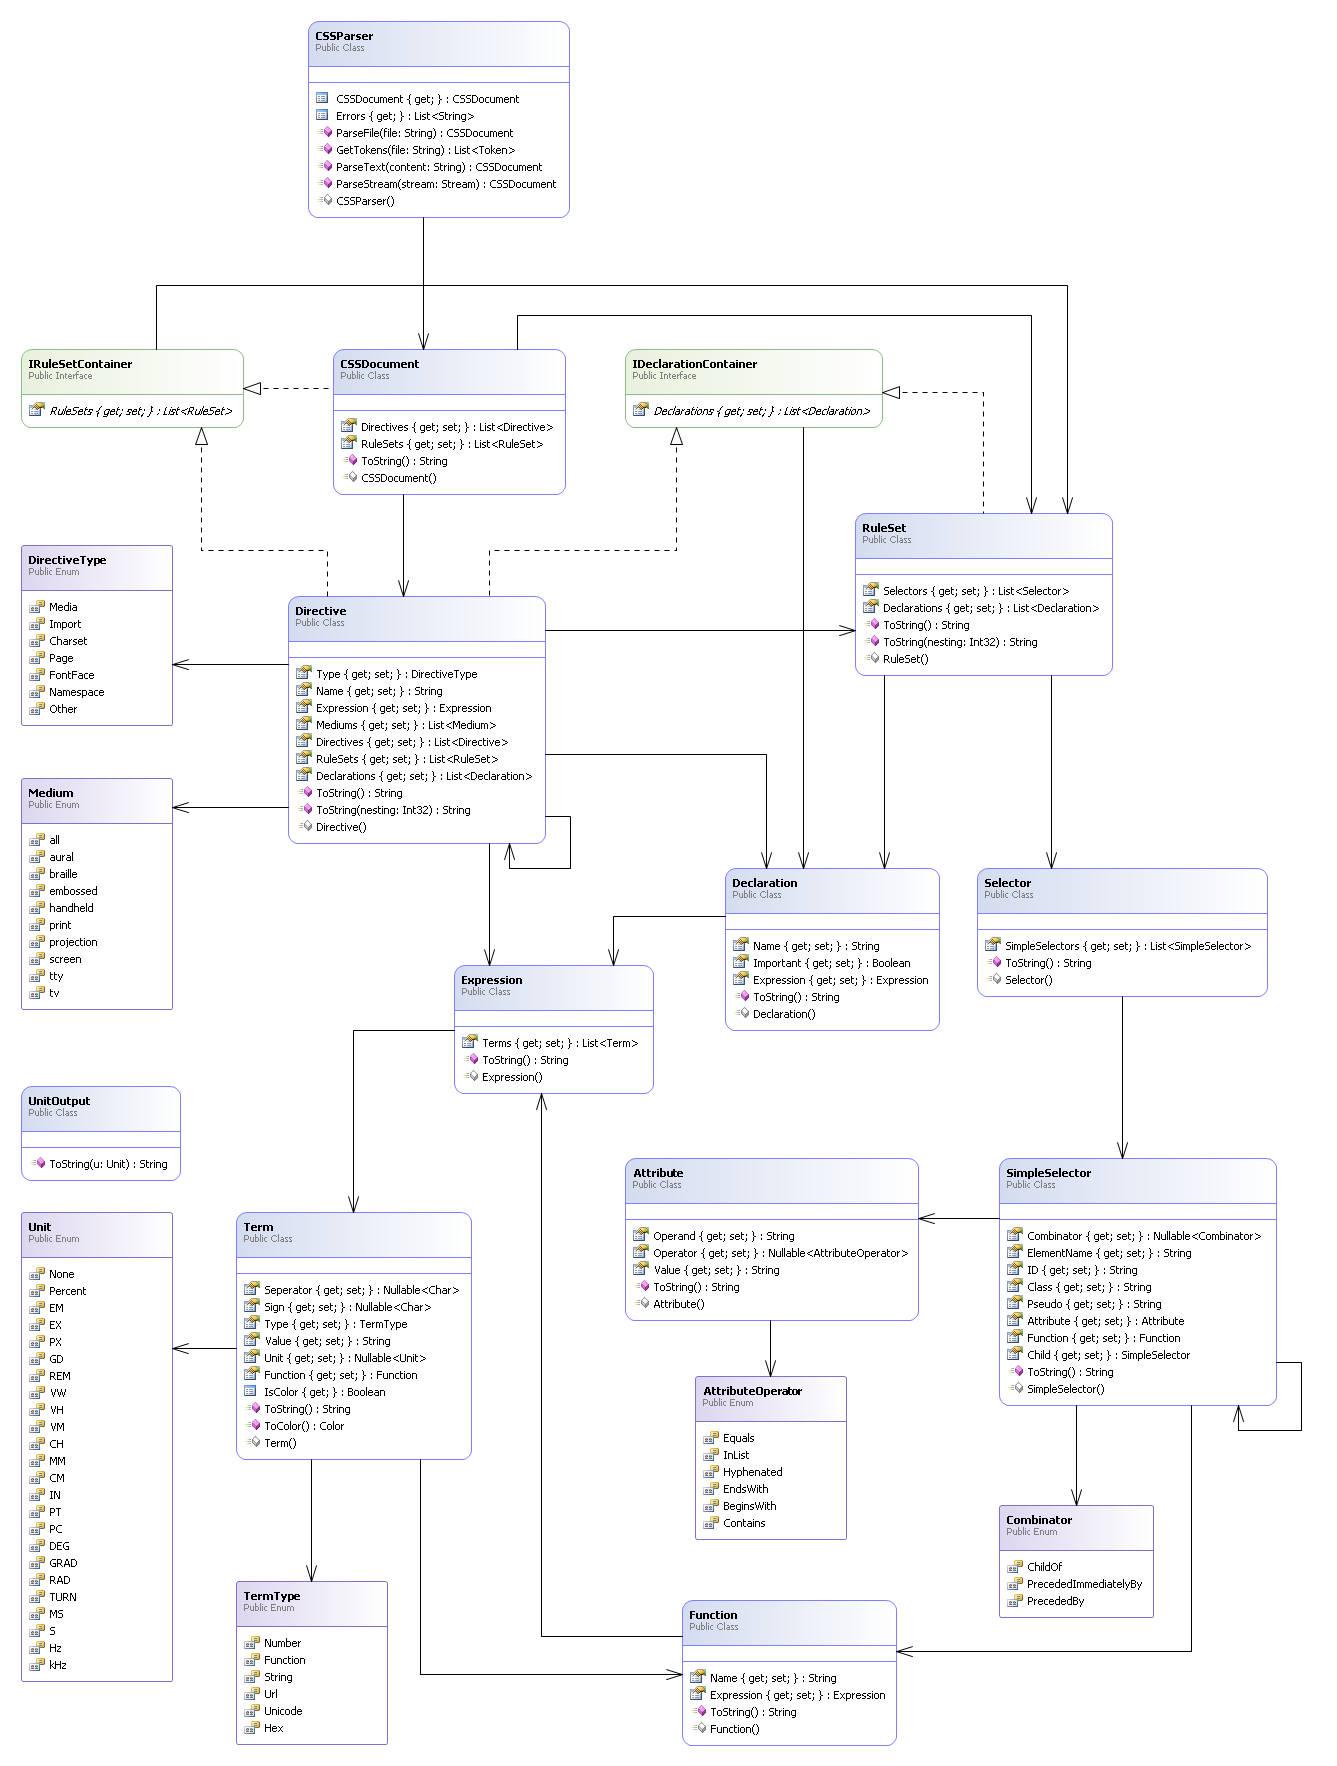 CSSParser
Public Class
CSSDocument { get; } : CSSDocument
Errors { get; } : List<String>
ParseFile(file: String) : CSSDocument
GetTokens(file: String) : List<Token>
ParseText(content: String) : CSSDocument
ParseStream(stream: Stream) : CSSDocument
CSSParser()
IRuleSetContainer
Public Interface
RuleSets { get; set; } : List<RuleSet>
CSSDocument
Public Class
Directives { get; set; } : List<Directive>
RuleSets { get; set; } : List<RuleSet>
ToString() : String
CSSDocument()
IDeclarationContainer
Public Interface
Declarations { get; set; } : List<Declaration>
RuleSet
Public Class
Selectors { get; set; } : List<Selector>
Declarations { get; set; } : List<Declaration>
ToString() : String
ToString(nesting: Int32) : String
RuleSet()
DirectiveType
Public Enum
Media
Import
Charset
Page
FontFace
Namespace
Other
Directive
Public Class
Type { get; set; } : DirectiveType
Name { get; set; } : String
Expression { get; set; } : Expression
Mediums { get; set; } : List<Medium>
Directives { get; set; } : List<Directive>
RuleSets { get; set; } : List<RuleSet>
Declarations { get; set; } : List<Declaration>
ToString() : String
ToString(nesting: Int32) : String
Directive()
Medium
Public Enum
all
aural
braille
embossed
handheld
print
projection
screen
tty
tv
Declaration
Public Class
Name { get; set; } : String
Important { get; set; } : Boolean
Expression { get; set; } : Expression
ToString() : String
Declaration()
Selector
Public Class
SimpleSelectors { get; set; } : List<SimpleSelector>
ToString() : String
Selector()
Expression
Public Class
Terms { get; set; } : List<Term>
ToString() : String
Expression()
UnitOutput
Public Class
ToString(u: Unit) : String
Attribute
Public Class
Operand { get; set; } : String
Operator { get; set; } : Nullable<AttributeOperator>
Value { get; set; } : String
ToString() : String
Attribute()
SimpleSelector
Public Class
Combinator { get; set; } : Nullable<Combinator>
ElementName { get; set; } : String
ID { get; set; } : String
Class { get; set; } : String
Pseudo { get; set; } : String
Attribute { get; set; } : Attribute
Function { get; set; } : Function
Child { get; set; } : SimpleSelector
ToString() : String
SimpleSelector()
Unit
Public Enum
None
Percent
EM
EX
PX
GD
REM
VW
VH
VM
CH
MM
CM
IN
PT
PC
DEG
GRAD
RAD
TURN
MS
S
Hz
kHz
Term
Public Class
Seperator { get; set; } : Nullable<Char>
Sign { get; set; } : Nullable<Char>
Type { get; set; } : TermType
Value { get; set; } : String
Unit { get; set; } : Nullable<Unit>
Function { get; set; } : Function
IsColor { get; } : Boolean
ToString() : String
ToColor() : Color
Term()
AttributeOperator
Public Enum
Equals
InList
Hyphenated
EndsWith
BeginsWith
Contains
Combinator
Public Enum
ChildOf
PrecededImmediatelyBy
PrecededBy
TermType
Public Enum
Number
Function
String
Url
Unicode
Hex
Function
Public Class
Name { get; set; } : String
Expression { get; set; } : Expression
ToString() : String
Function()